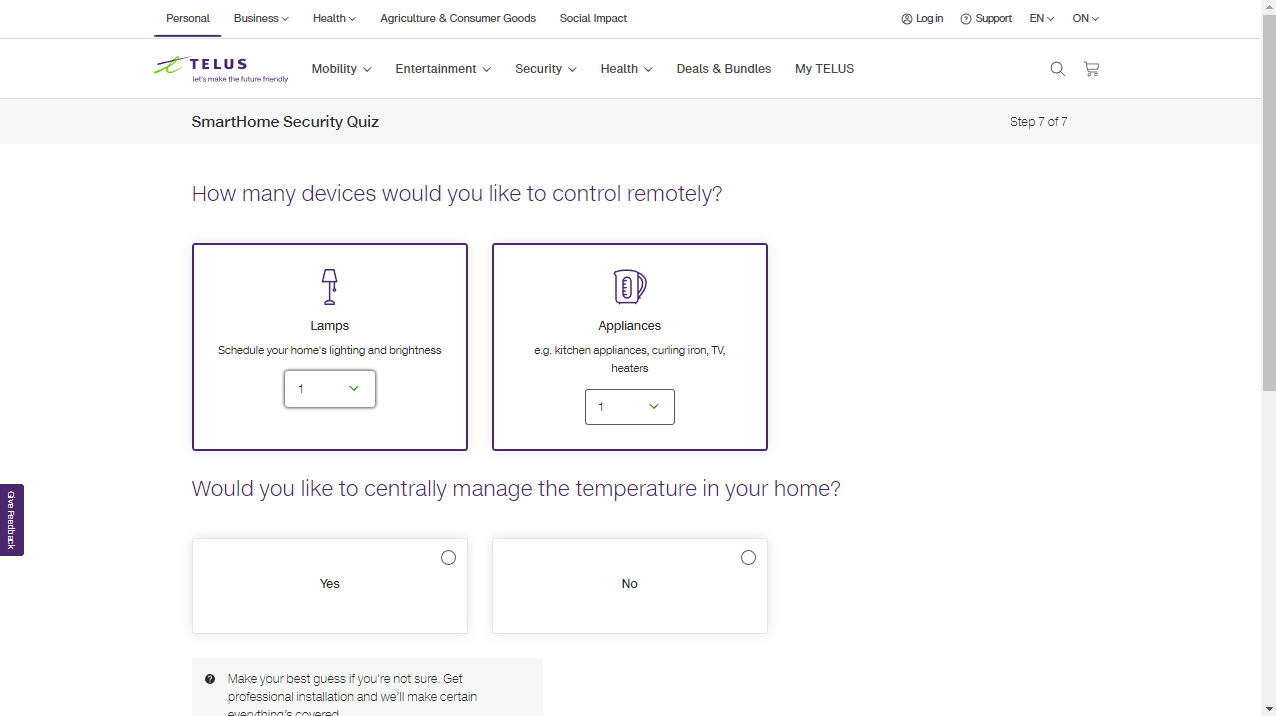 Personal Business Health Agriculture & Consumer Goods Social Impact Log in Support EN ON
TELUS
let's make the future friendly
Mobility Entertainment Security Health Deals & Bundles My TELUS
SmartHome Security Quiz Step 7 of 7
How many devices would you like to control remotely?
Lamps
Schedule your home's lighting and brightness
1
Appliances
e.g. kitchen appliances, curling iron, TV,
heaters
1
Would you like to centrally manage the temperature in your home?
Give Feedback
Yes
No
Make your best guess if you're not sure. Get
professional installation and we'll make certain
everything's covered